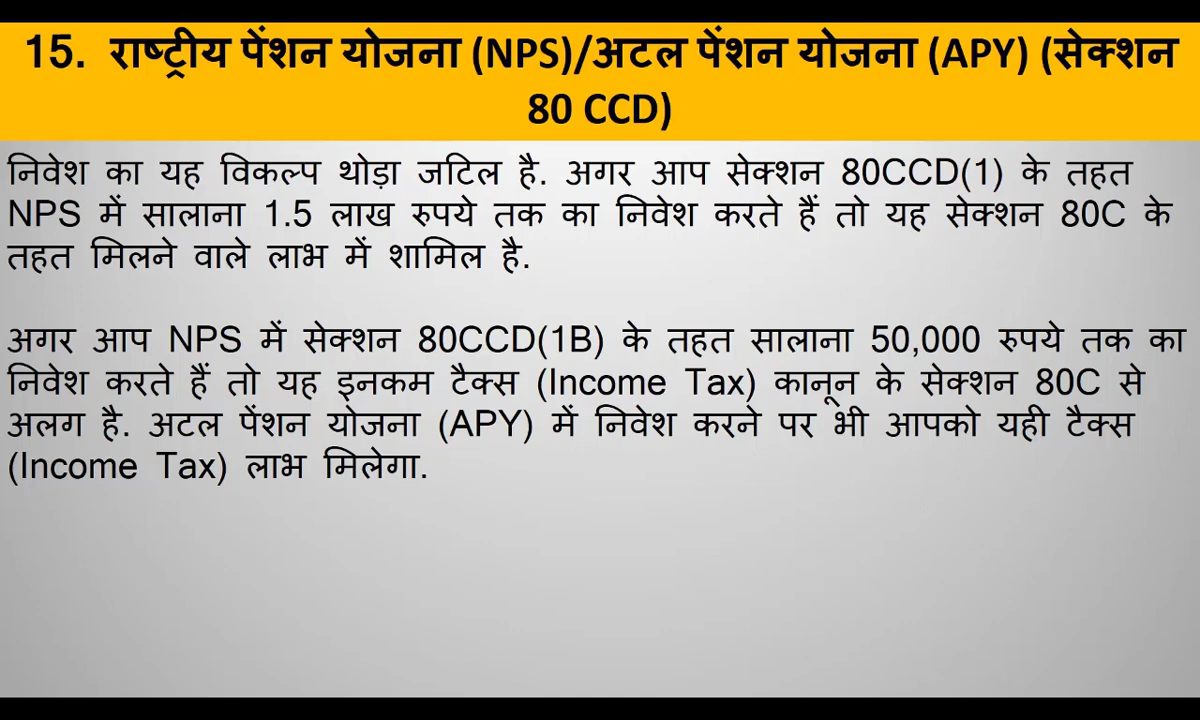 15. राष्ट्रीय पेंशन योजना (NPS)/अटल पेंशन योजना (APY) (सेक्शन
80 CCD)
निवेश का यह विकल्प थोड़ा जटिल है. अगर आप सेक्शन 80CCD(1) के तहत
NPS में सालाना 1.5 लाख रुपये तक का निवेश करते हैं तो यह सेक्शन 80C के
तहत मिलने वाले लाभ में शामिल है.
अगर आप NPS में सेक्शन 80CCD(1B) के तहत सालाना 50,000 रुपये तक का
निवेश करते हैं तो यह इनकम टैक्स (Income Tax) कानून के सेक्शन 80C से
अलग है. अटल पेंशन योजना (APY) में निवेश करने पर भी आपको यही टैक्स
(Income Tax) लाभ मिलेगा.